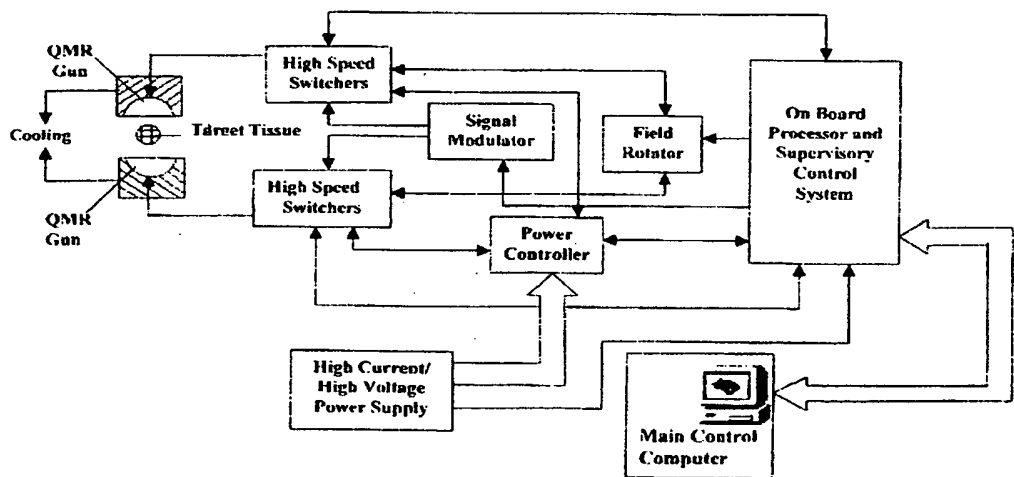 QMR
Gun
Cooling
Target Tissue
QMR
Gun
High Speed
Switchers
High Speed
Switchers
Signal
Modulator
Field
Rotator
On Board
Processor and
Supervisory
Control
System
Power
Controller
High Current/
High Voltage
Power Supply
Main Control
Computer